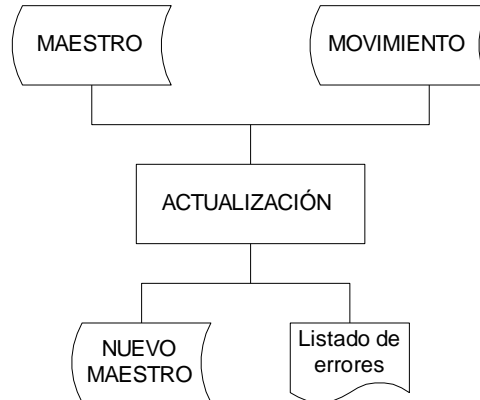 MAESTRO
MOVIMIENTO
ACTUALIZACIÓN
NUEVO
MAESTRO
Listado de
errores